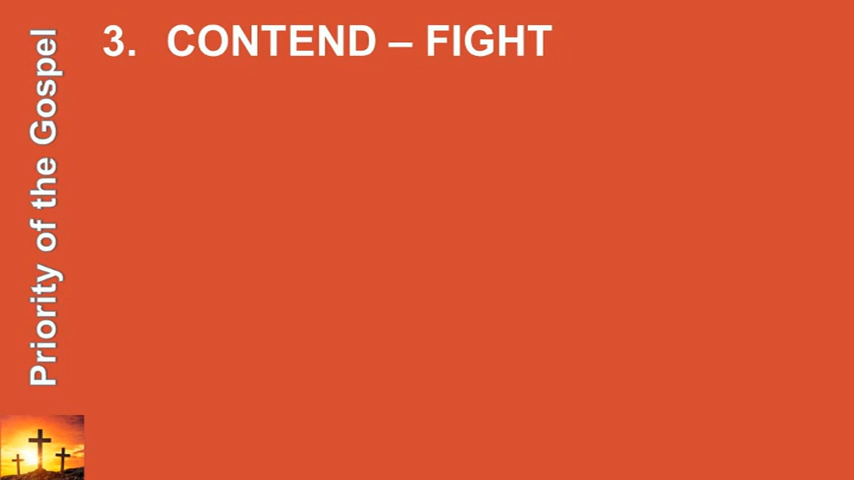 3. CONTEND – FIGHT
Priority of the Gospel